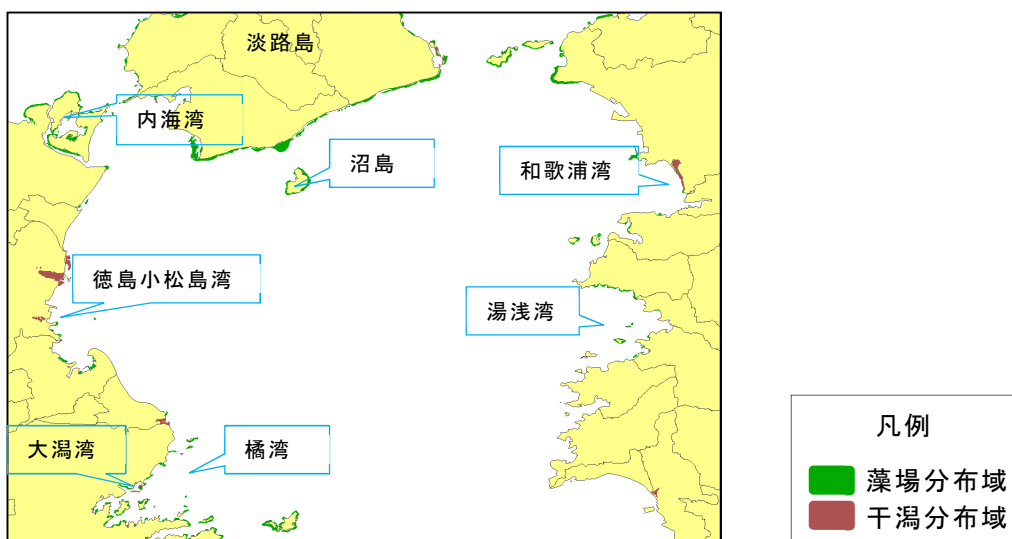 淡路島
内海湾
沼島
和歌浦湾
徳島小松島湾
湯浅湾
大潟湾
橘湾
凡例
藻場分布域
干潟分布域